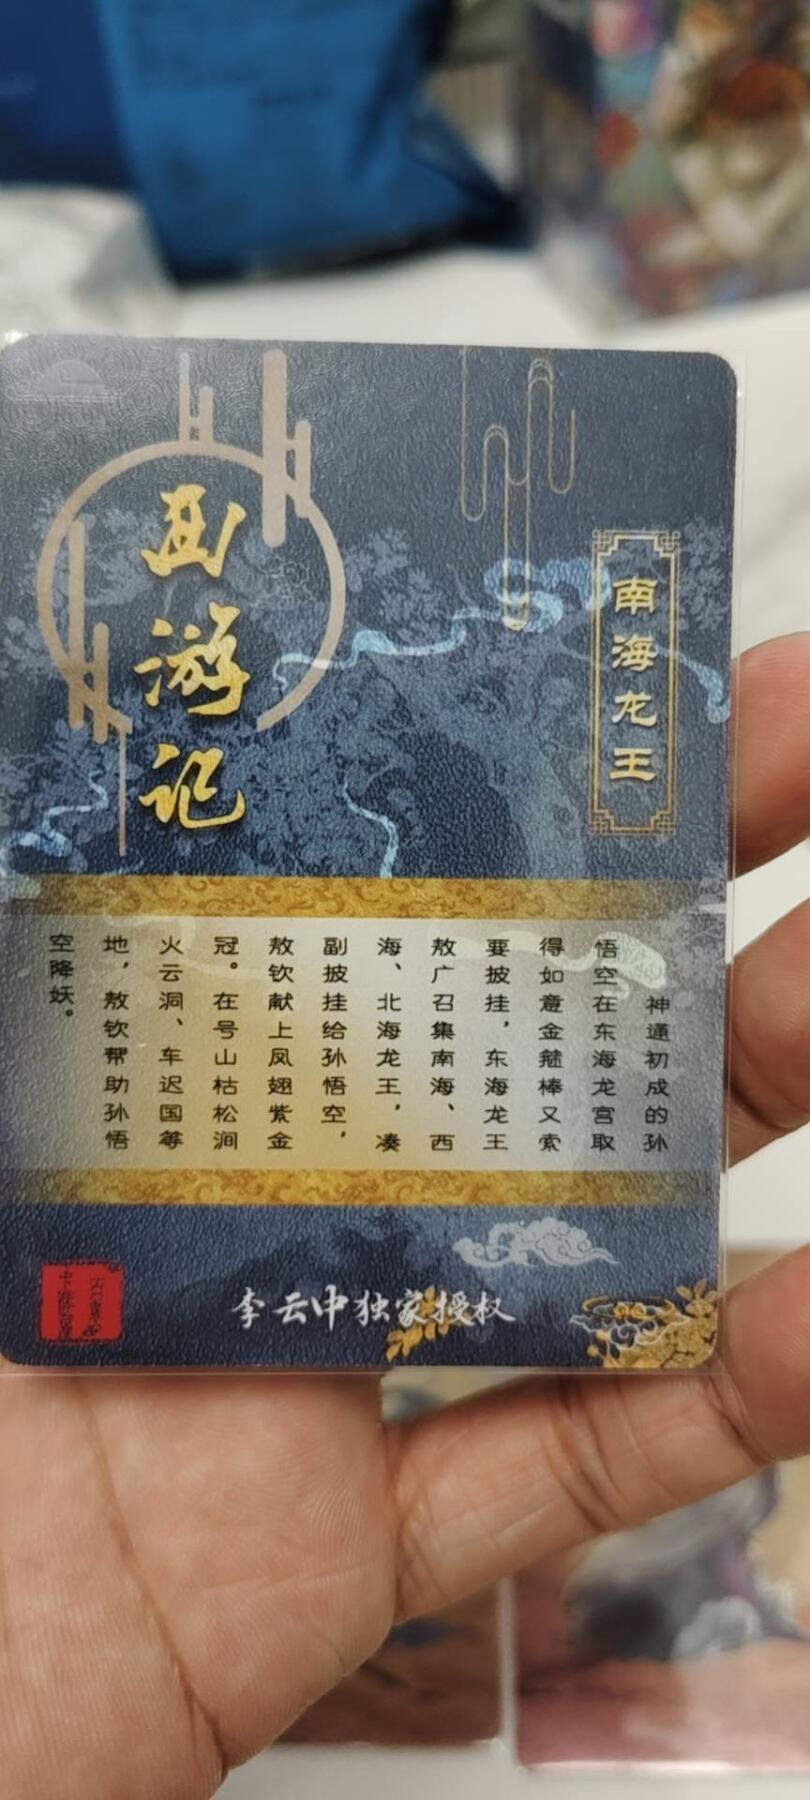 西游记
南海龙王
神通初成的孙
悟空在东海龙宫取
得如意金箍棒又索
要披挂，东海龙王
敖广召集南海、西
海、北海龙王，凑
副披挂给孙悟空，
敖钦献上凤翅紫金
冠。在号山枯松涧
火云洞、车迟国等
地，敖钦帮助孙悟
空降妖。
李云中独家授权